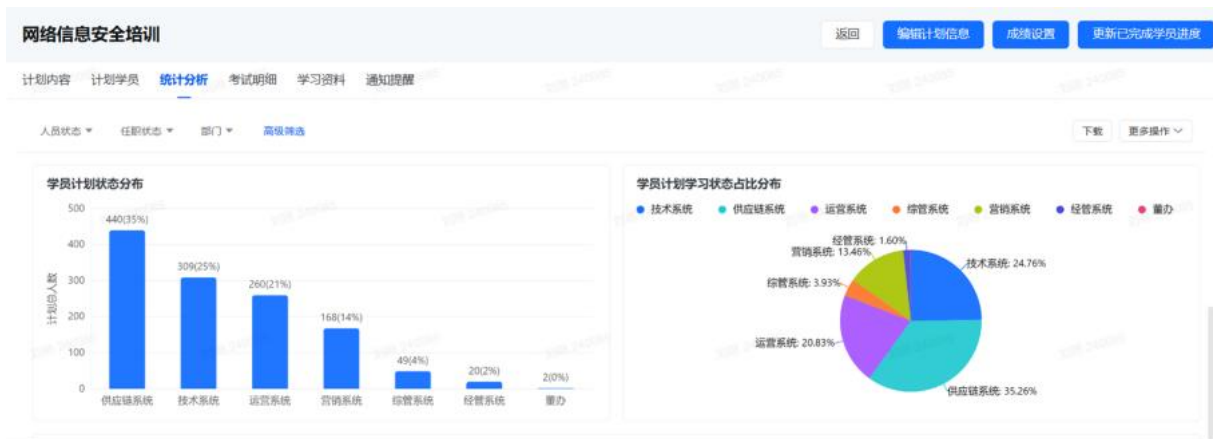 网络信息安全培训
返回 编辑计划信息 成绩设置 更新已完成学员进度
计划内容 计划学员 统计分析 考试明细 学习资料 通知提醒
人员状态 任职状态 部门 高级筛选 下载 更多操作
学员计划状态分布
计划总人数
500
400
300
200
100
0
440(35%)
309(25%)
260(21%)
168(14%)
49(4%)
20(2%)
2(0%)
供应链系统 技术系统 运营系统 营销系统 综管系统 经管系统 董办
学员计划学习状态占比分布
技术系统 供应链系统 运营系统 综管系统 营销系统 经管系统 董办
经管系统: 1.60%
营销系统: 13.46%
技术系统: 24.76%
综管系统: 3.93%
运营系统: 20.83%
供应链系统: 35.26%